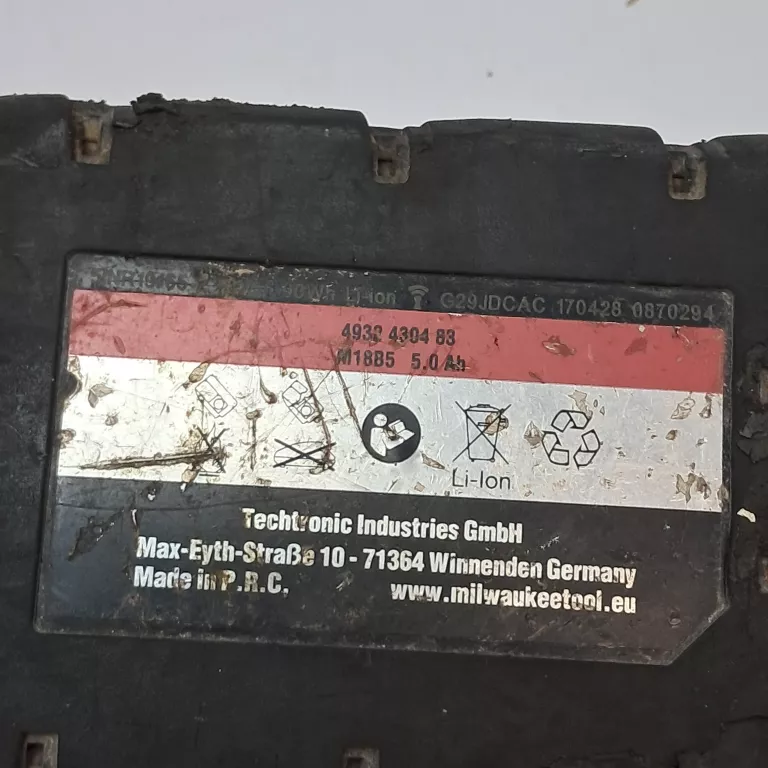 90Wh Li-Ion G29JDCAC 170428 0870294
4932 4304 83
M18B5 5.0 Ah
Li-Ion
Techtronic Industries GmbH
Max-Eyth-Straße 10 - 71364 Winnenden Germany
Made in P.R.C.
www.milwaukeetool.eu